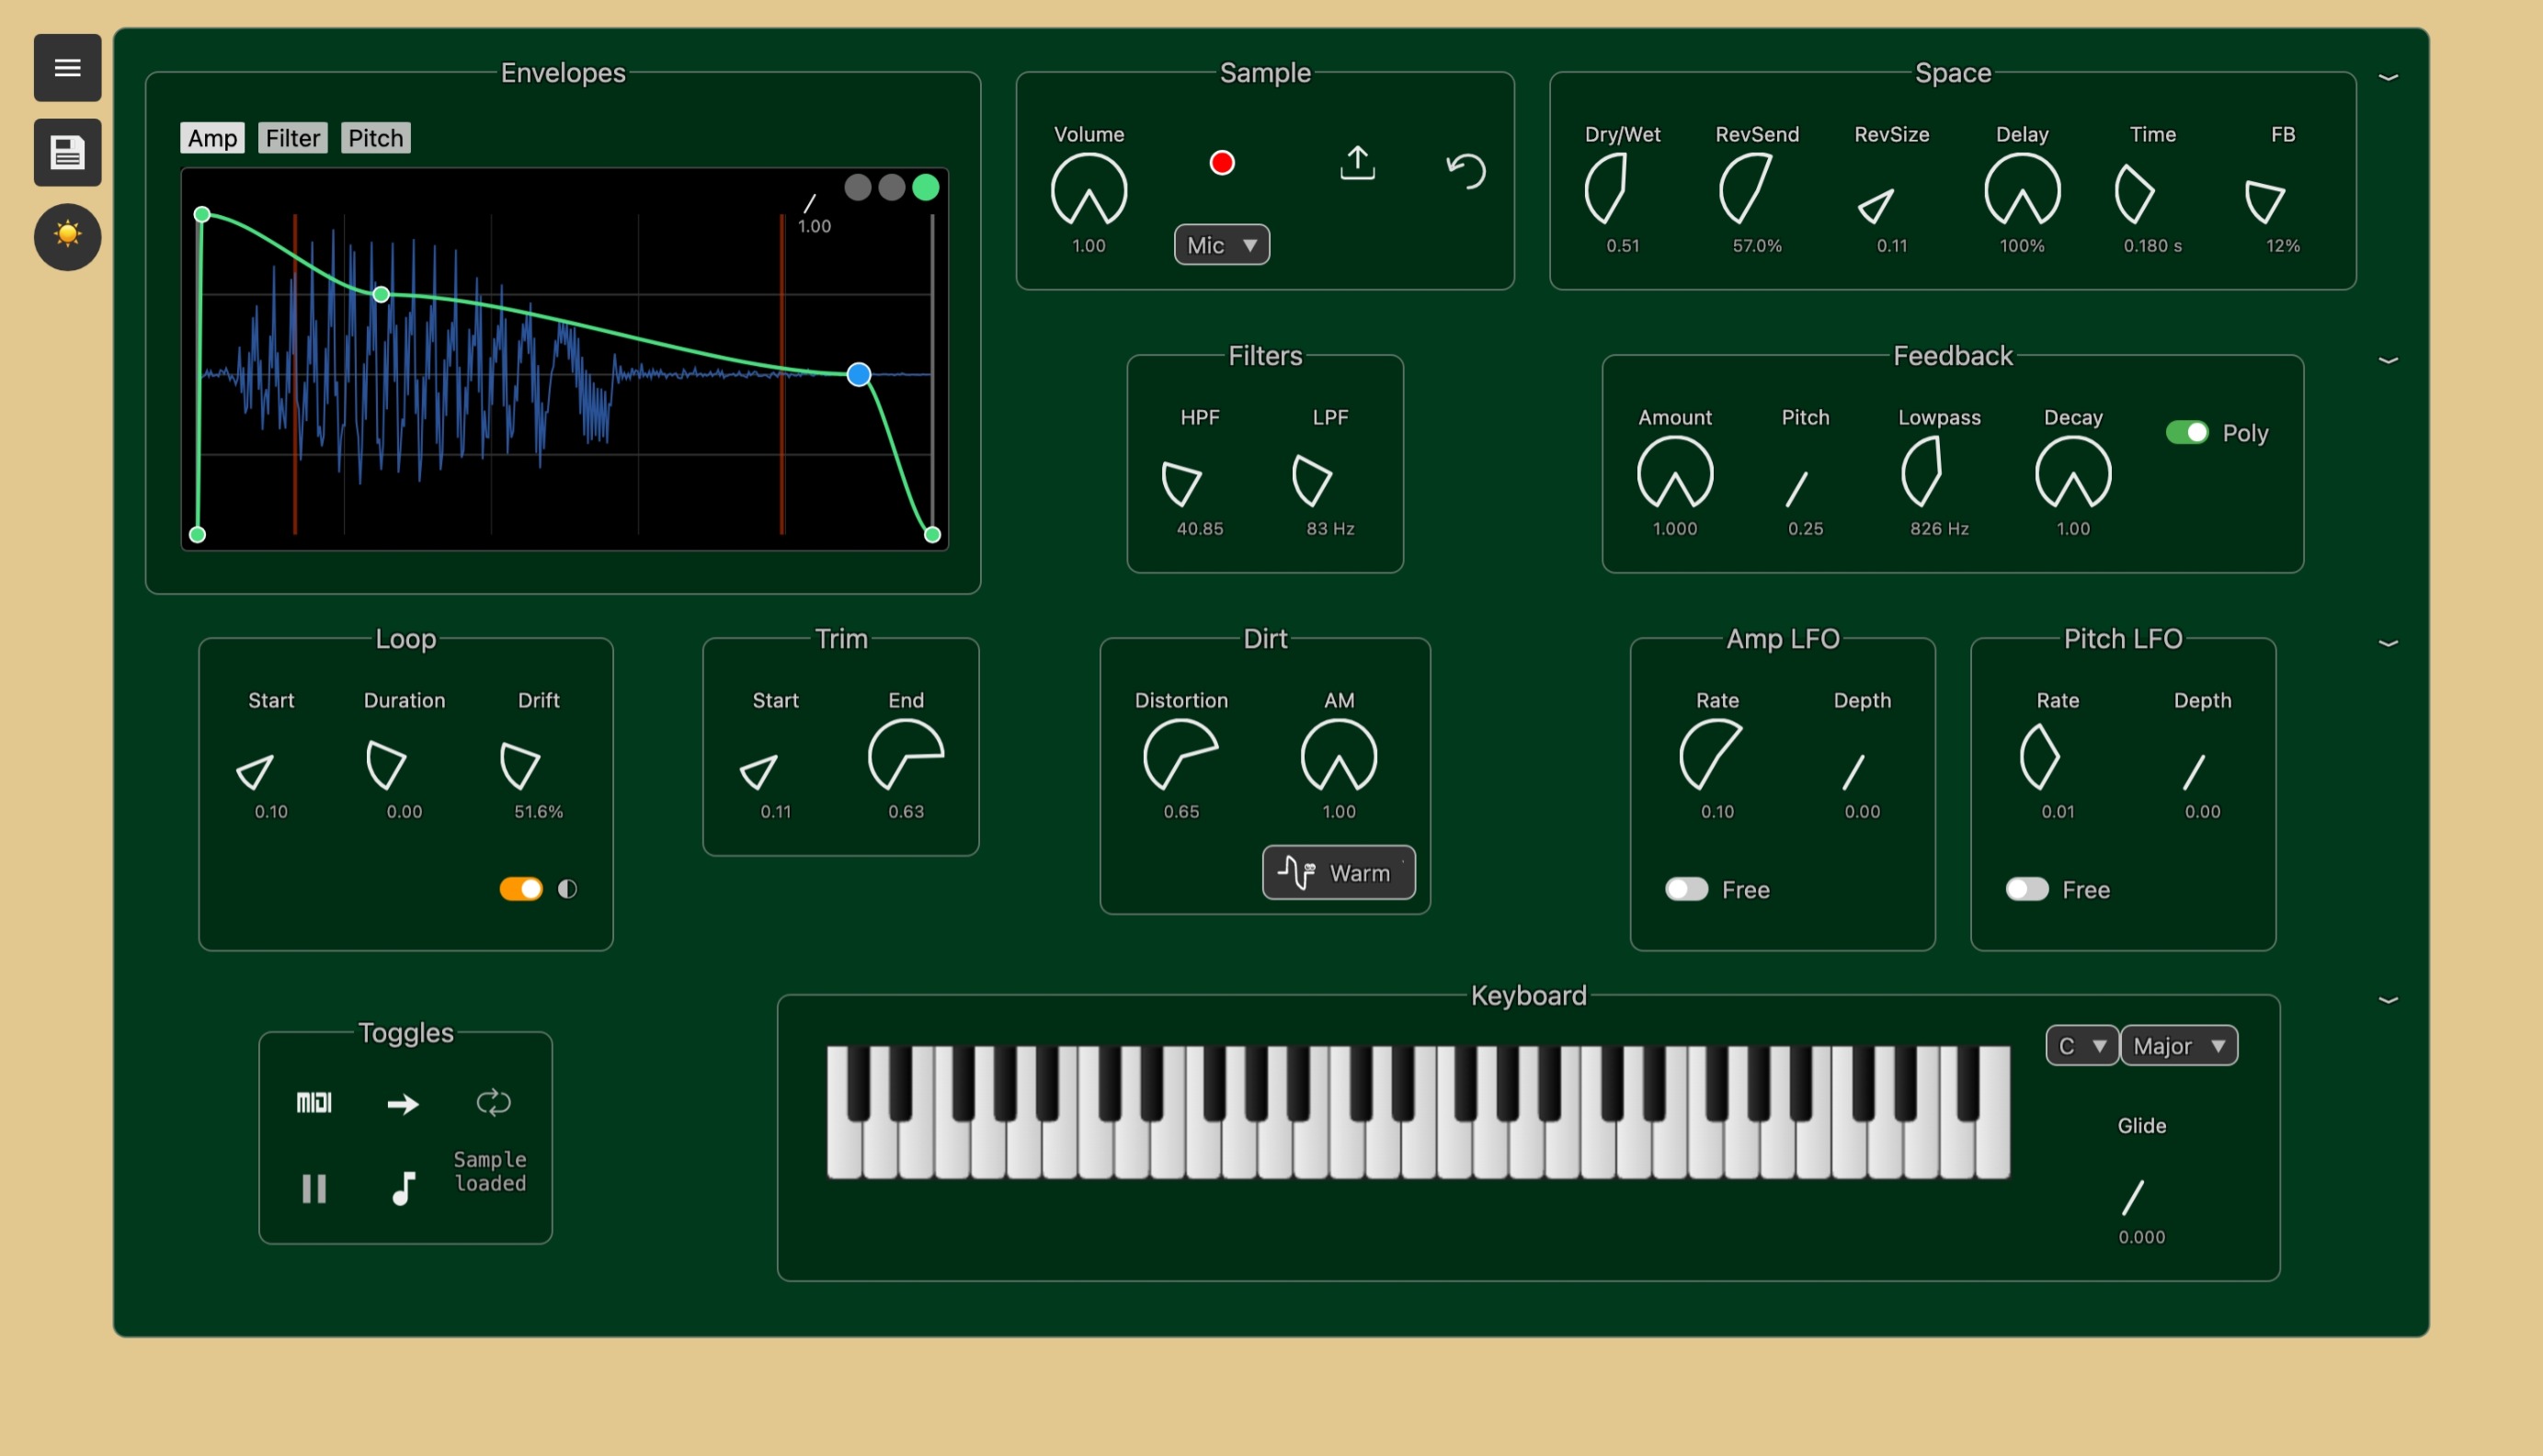 Envelopes
Amp Filter Pitch
1.00
Sample
Volume
1.00
Mic
Space
Dry/Wet RevSend RevSize Delay Time FB
0.51 57.0% 0.11 100% 0.180 s 12%
Filters
HPF LPF
40.85 83 Hz
Feedback
Amount Pitch Lowpass Decay
Poly
1.000 0.25 826 Hz 1.00
Loop
Start Duration Drift
0.10 0.00 51.6%
Trim
Start End
0.11 0.63
Dirt
Distortion AM
0.65 1.00
Warm
Amp LFO
Rate Depth
0.10 0.00
Free
Pitch LFO
Rate Depth
0.01 0.00
Free
Toggles
MIDI
Sample
loaded
Keyboard
C Major
Glide
0.000